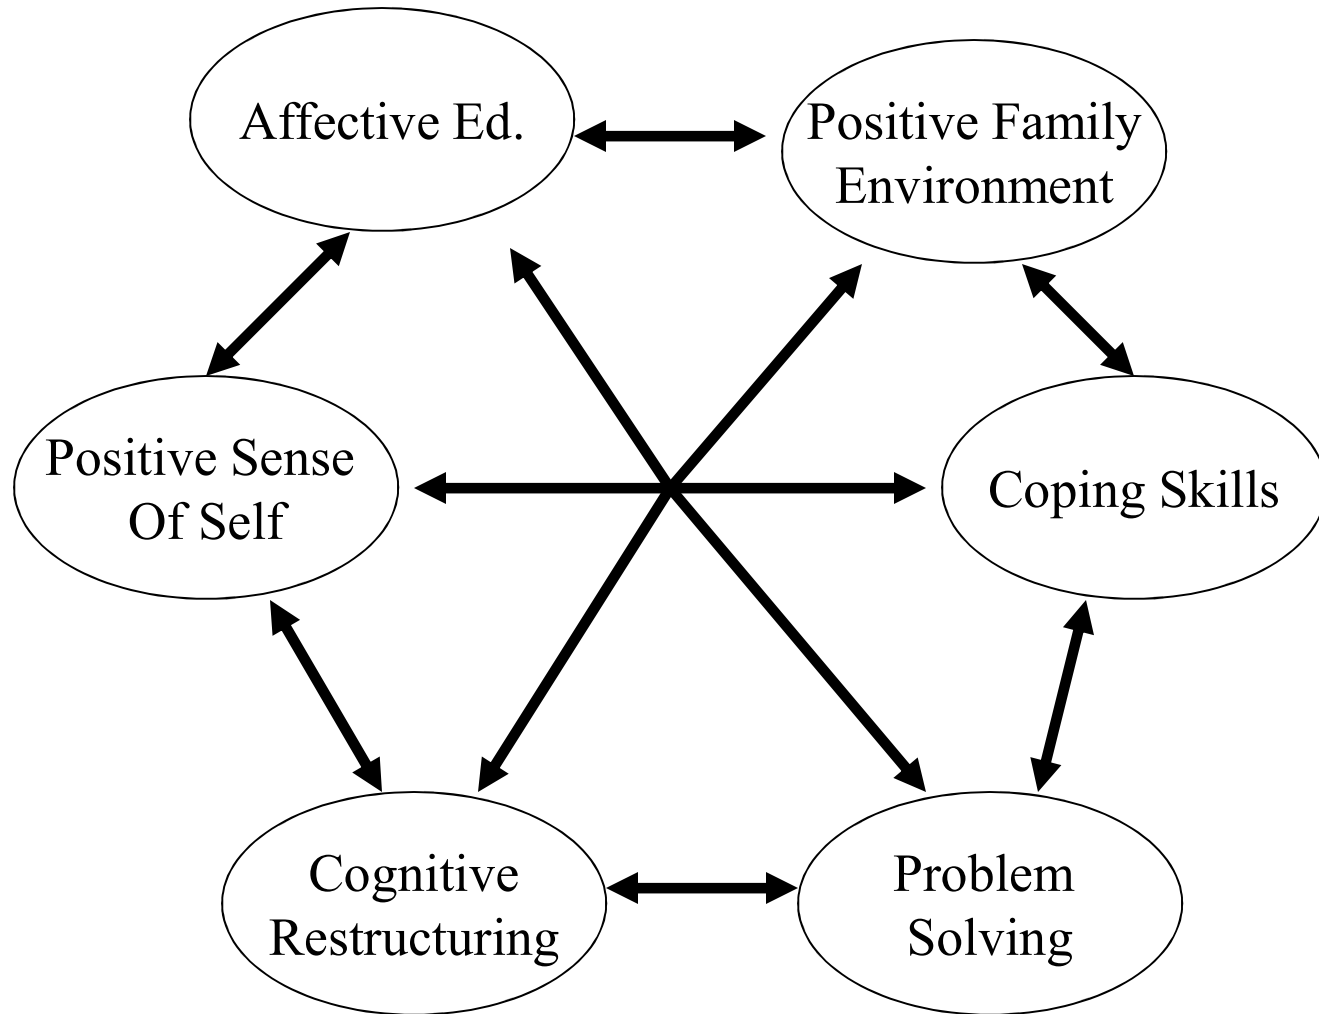 Affective Ed.
Positive Family
Environment
Positive Sense
Of Self
Coping Skills
Cognitive
Restructuring
Problem
Solving